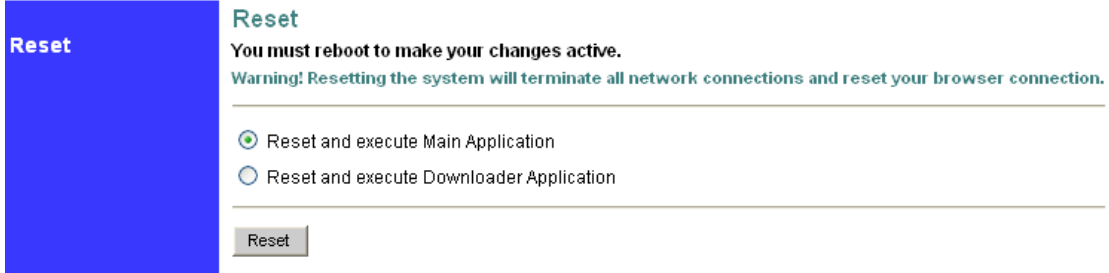 Reset
Reset
You must reboot to make your changes active.
Warning! Resetting the system will terminate all network connections and reset your browser connection.
Reset and execute Main Application
Reset and execute Downloader Application
Reset